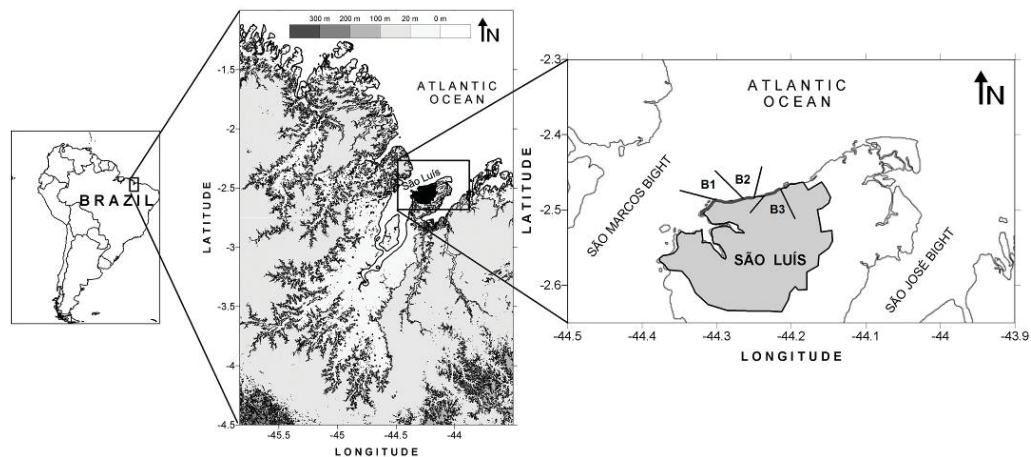 BRAZIL
300 m 200 m 100 m 20 m 0 m
N
ATLANTIC
OCEAN
São Luís
-1.5
-2
-2.5
-3
-3.5
-4
-4.5
LATITUDE
-45.5 -45 -44.5 -44
LONGITUDE
ATLANTIC
OCEAN
N
SÃO MARCOS BIGHT
B1
B2
B3
SÃO LUÍS
SÃO JOSÉ BIGHT
-2.3
-2.4
-2.5
-2.6
LATITUDE
-44.5 -44.4 -44.3 -44.2 -44.1 -44 -43.9
LONGITUDE